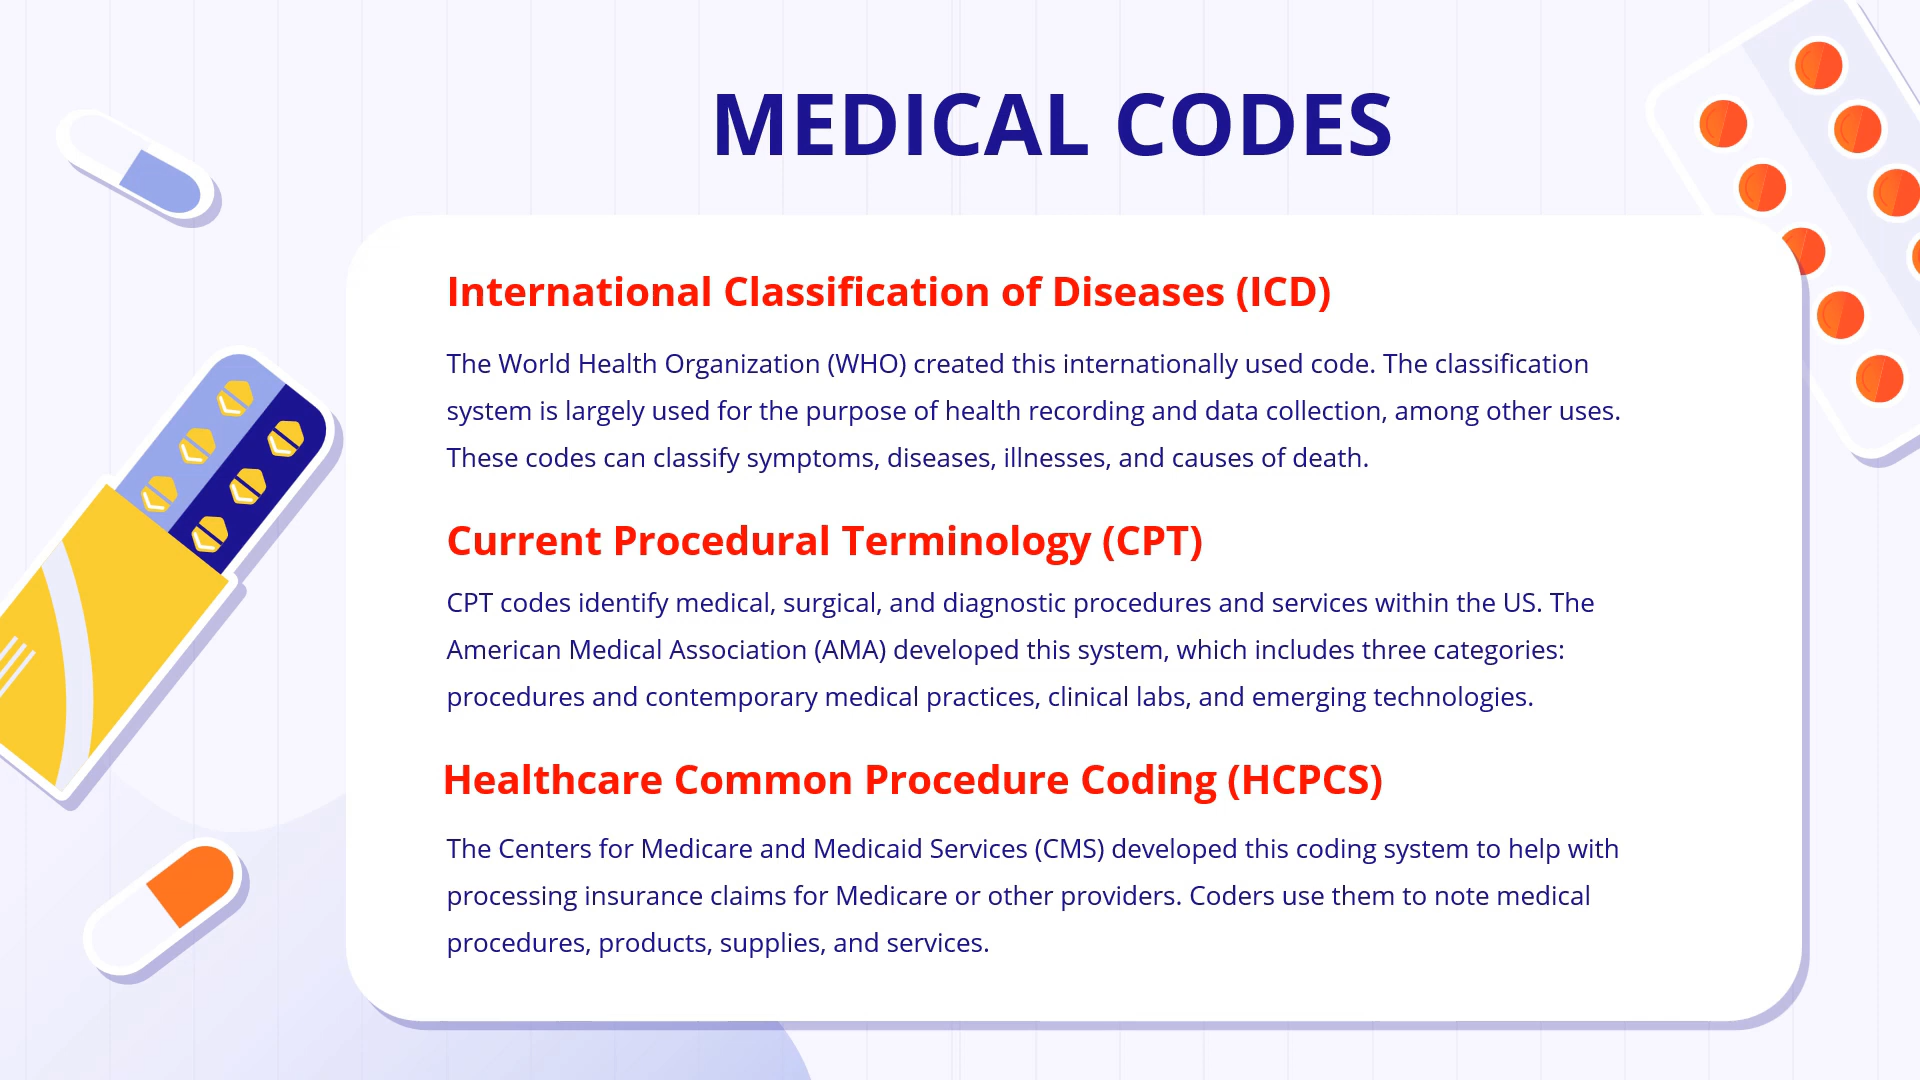 MEDICAL CODES
International Classification of Diseases (ICD)
The World Health Organization (WHO) created this internationally used code. The classification
system is largely used for the purpose of health recording and data collection, among other uses.
These codes can classify symptoms, diseases, illnesses, and causes of death.
Current Procedural Terminology (CPT)
CPT codes identify medical, surgical, and diagnostic procedures and services within the US. The
American Medical Association (AMA) developed this system, which includes three categories:
procedures and contemporary medical practices, clinical labs, and emerging technologies.
Healthcare Common Procedure Coding (HCPCS)
The Centers for Medicare and Medicaid Services (CMS) developed this coding system to help with
processing insurance claims for Medicare or other providers. Coders use them to note medical
procedures, products, supplies, and services.